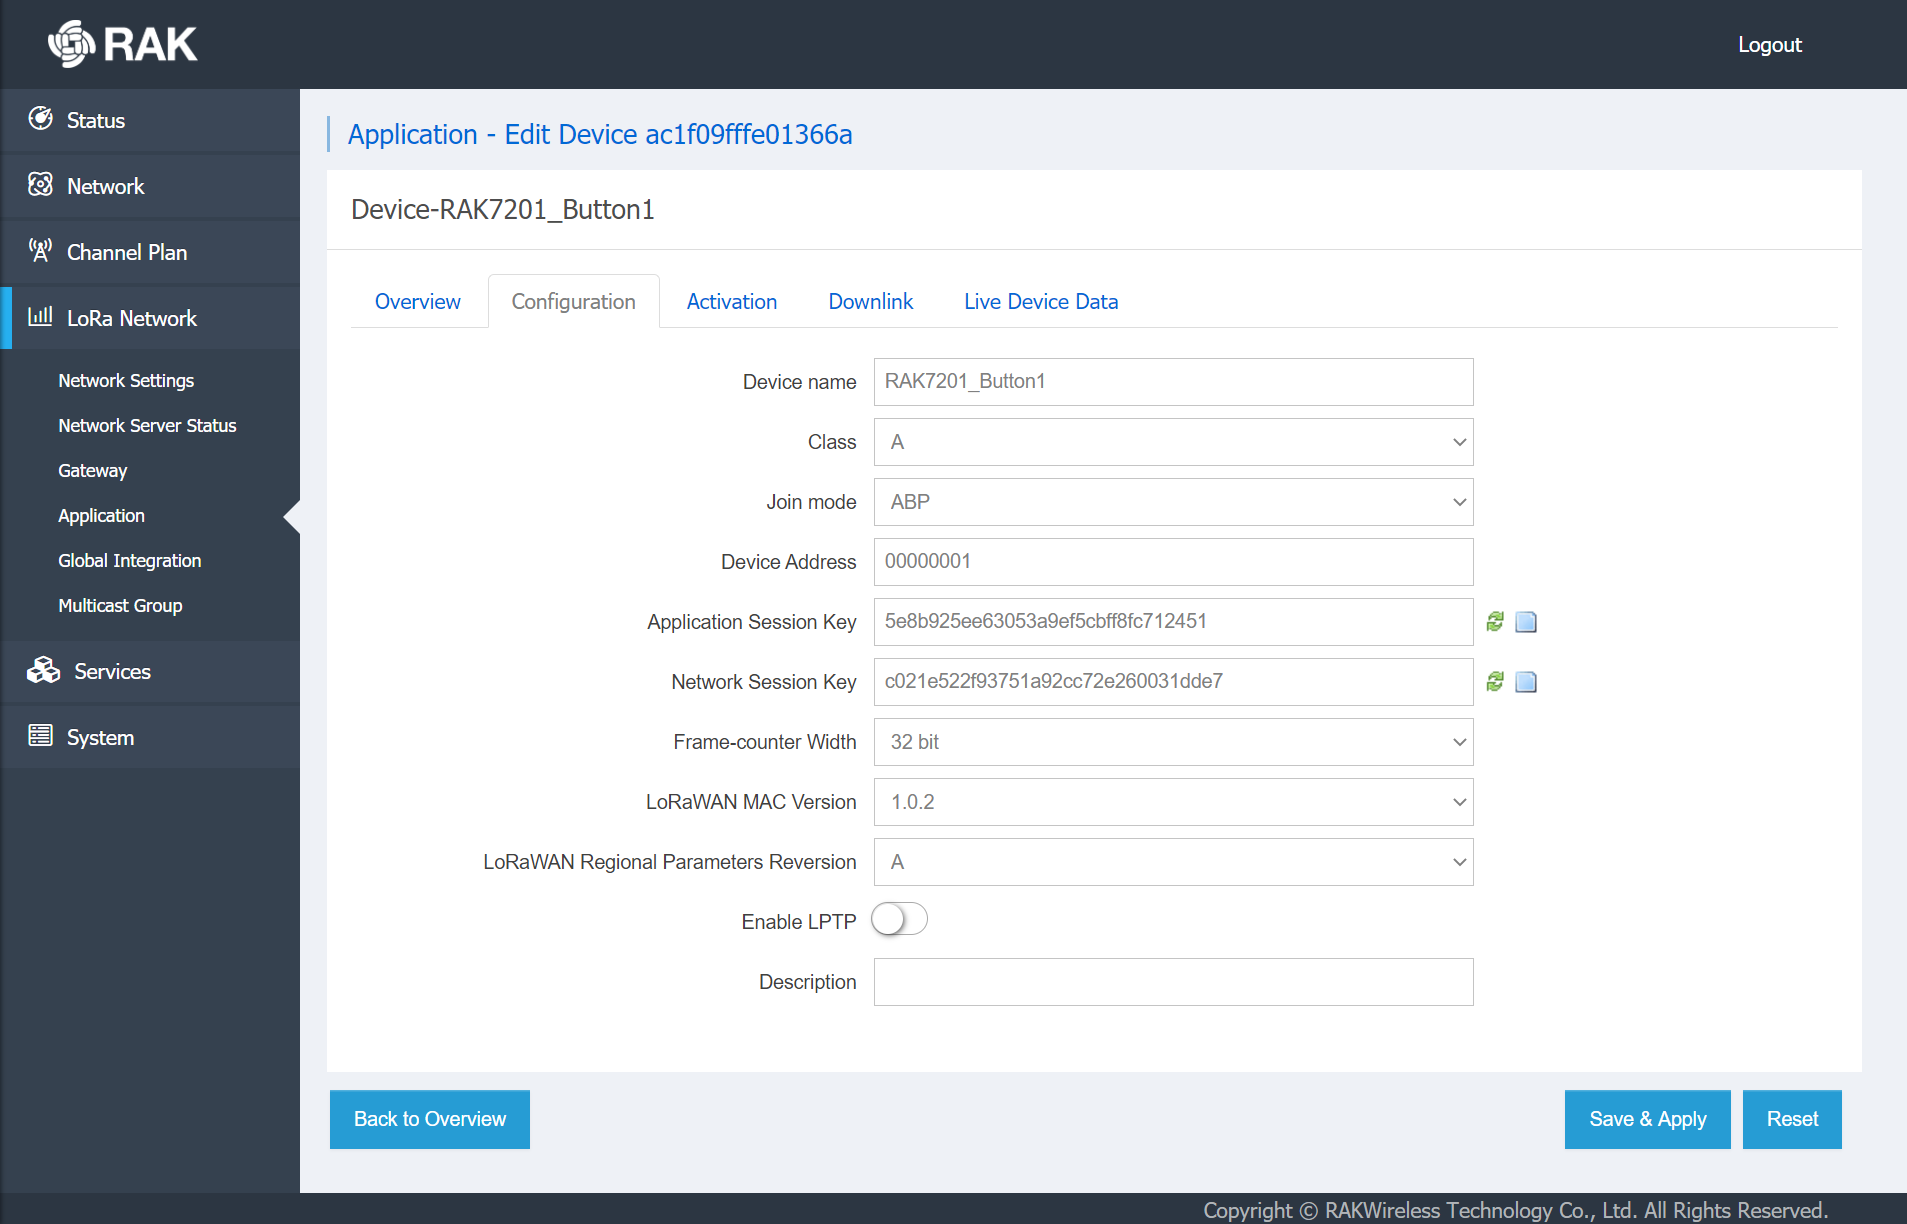 RAK
Logout
Status
Network
Channel Plan
LoRa Network
Network Settings
Network Server Status
Gateway
Application
Global Integration
Multicast Group
Services
System
Application - Edit Device ac1f09fffe01366a
Device-RAK7201_Button1
Overview
Configuration
Activation
Downlink
Live Device Data
Device name RAK7201_Button1
Class A
Join mode ABP
Device Address 00000001
Application Session Key 5e8b925ee63053a9ef5cbff8fc712451
Network Session Key c021e522f93751a92cc72e260031dde7
Frame-counter Width 32 bit
LoRaWAN MAC Version 1.0.2
LoRaWAN Regional Parameters Reversion A
Enable LPTP
Description
Back to Overview
Save & Apply
Reset
Copyright © RAKWireless Technology Co., Ltd. All Rights Reserved.